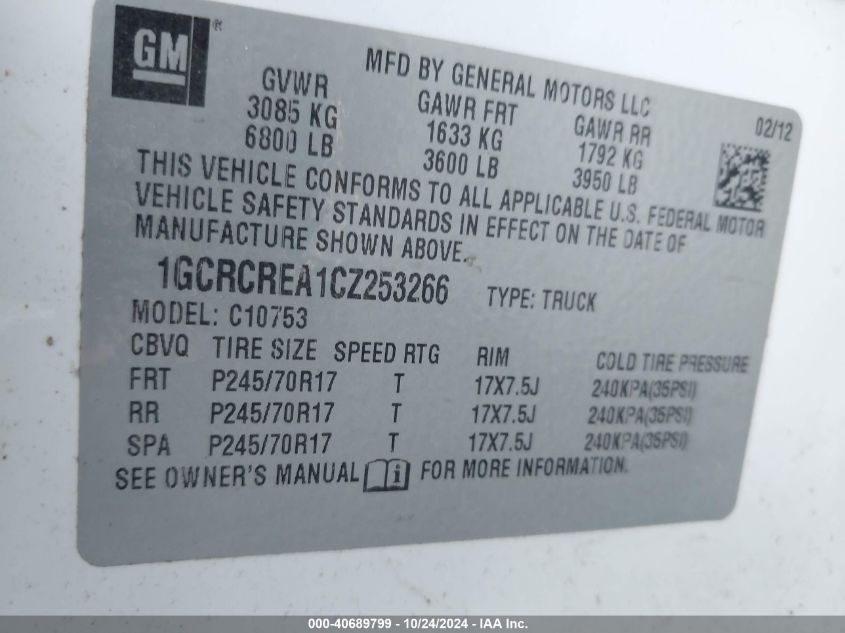 GM®
MFD BY GENERAL MOTORS LLC
02/12
GVWR GAWR FRT GAWR RR
3085 KG 1633 KG 1792 KG
6800 LB 3600 LB 3950 LB
THIS VEHICLE CONFORMS TO ALL APPLICABLE U.S. FEDERAL MOTOR
VEHICLE SAFETY STANDARDS IN EFFECT ON THE DATE OF
MANUFACTURE SHOWN ABOVE.
1GCRCREA1CZ253266 TYPE: TRUCK
MODEL: C10753
CBVQ TIRE SIZE SPEED RTG RIM COLD TIRE PRESSURE
FRT P245/70R17 T 17X7.5J 240KPA(35PSI)
RR P245/70R17 T 17X7.5J 240KPA(35PSI)
SPA P245/70R17 T 17X7.5J 240KPA(35PSI)
SEE OWNER'S MANUAL i FOR MORE INFORMATION.
000-40689799 - 10/24/2024 - IAA Inc.